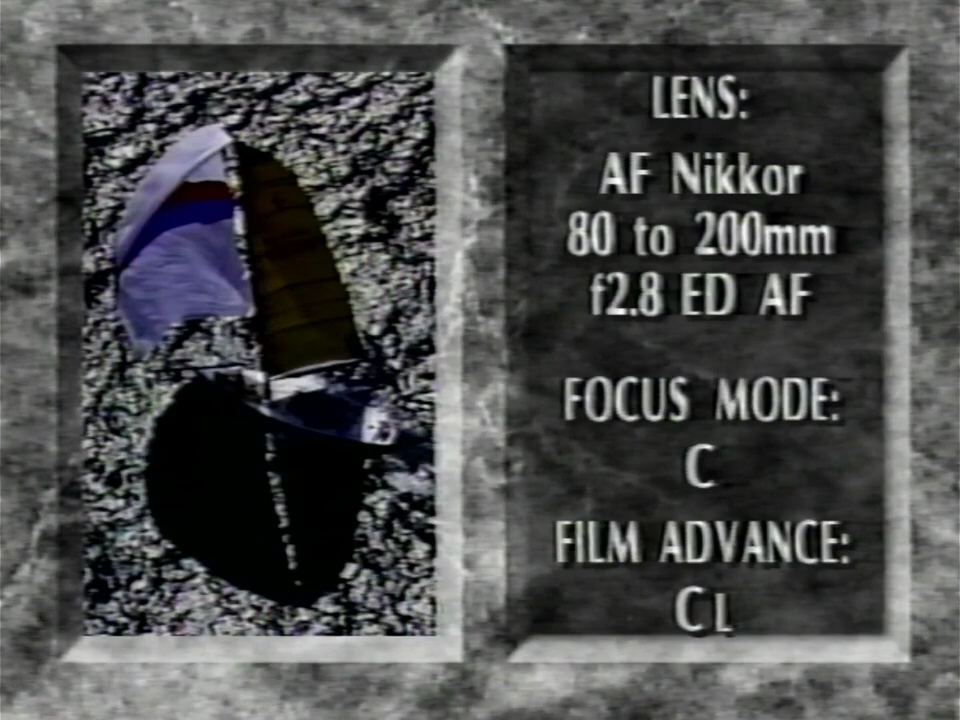 LENS:
AF Nikkor
80 to 200mm
f2.8 ED AF
FOCUS MODE:
C
FILM ADVANCE:
CL